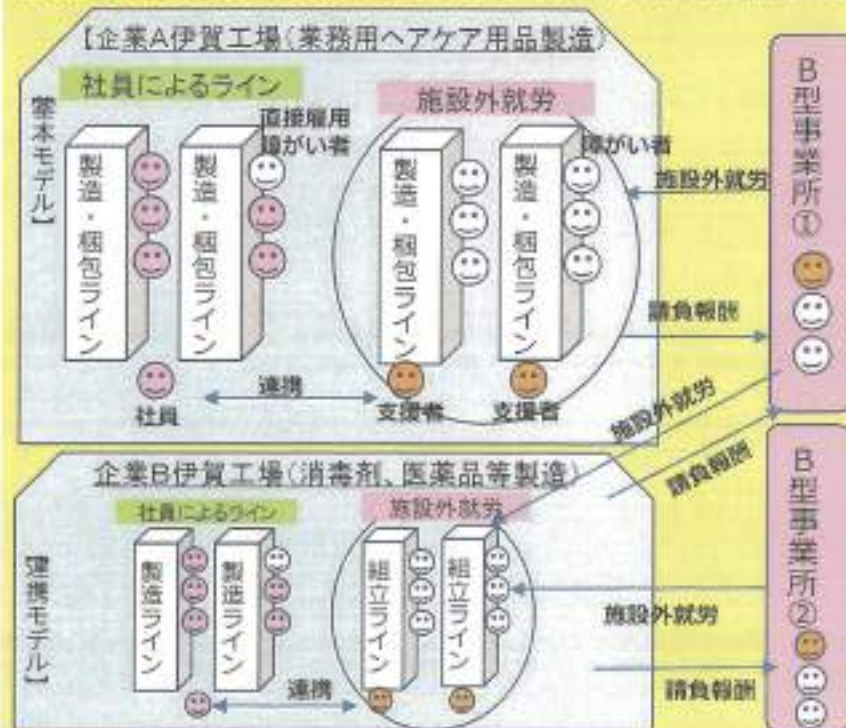 【企業A伊賀工場(業務用ヘアケア用品製造)
【基本モデル】
社員によるライン
施設外就労
直接雇用
障がい者
障がい者
製造・梱包ライン
製造・梱包ライン
製造・梱包ライン
製造・梱包ライン
社員
連携
支援者
支援者
施設外就労
請負報酬
B型事業所①
施設外就労
請負報酬
企業B伊賀工場(消毒剤、医薬品等製造)
【連携モデル】
社員によるライン
施設外就労
製造ライン
製造ライン
組立ライン
組立ライン
連携
施設外就労
請負報酬
B型事業所②